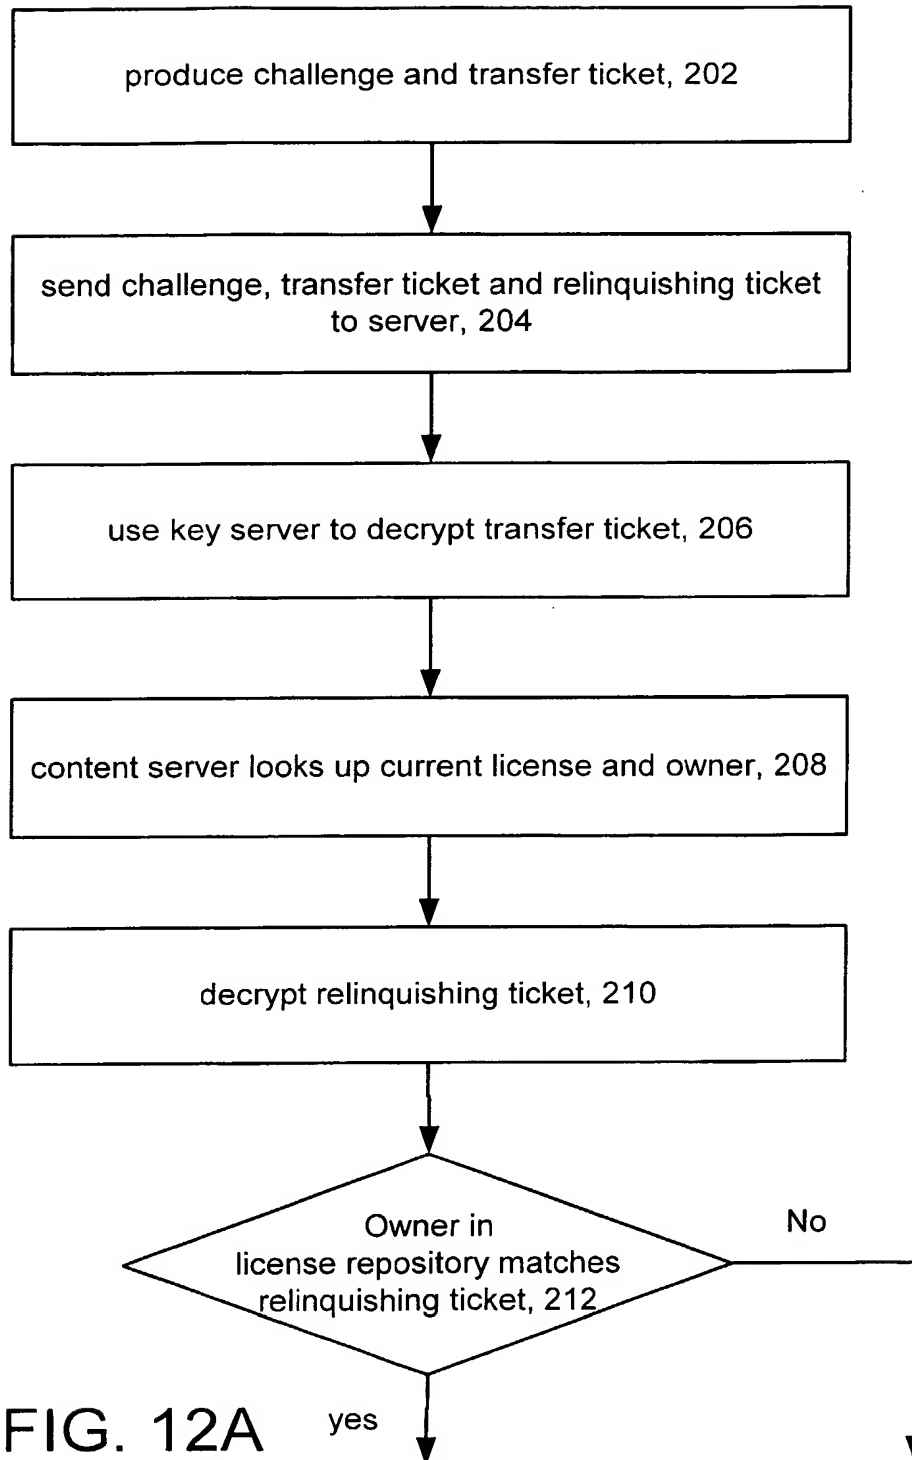 produce challenge and transfer ticket, 202
send challenge, transfer ticket and relinquishing ticket
to server, 204
use key server to decrypt transfer ticket, 206
content server looks up current license and owner, 208
decrypt relinquishing ticket, 210
Owner in
license repository matches
relinquishing ticket, 212
No
yes
FIG. 12A